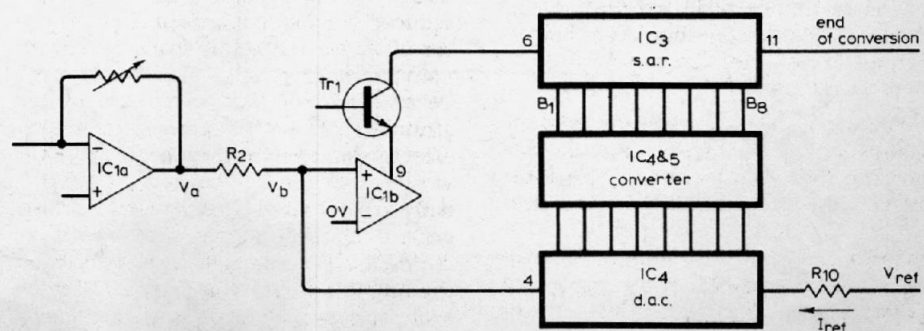 end
of conversion
6
IC3
s.a.r.
11
Tr1
B1
B8
IC1a
-
+
va
R2
vb
9
+
IC1b
-
0V
IC4&5
converter
4
IC4
d.a.c.
R10
Vref
Iref